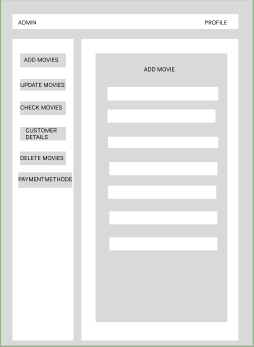 ADMIN PROFILE
ADD MOVIES
UPDATE MOVIES
CHECK MOVIES
CUSTOMER
DETAILS
DELETE MOVIES
PAYMENTMETHODE
ADD MOVIE